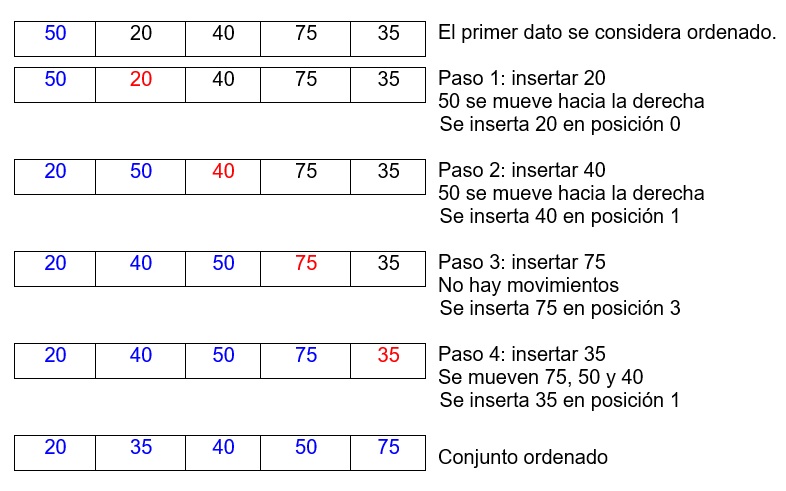 50 20 40 75 35 El primer dato se considera ordenado.
50 20 40 75 35 Paso 1: insertar 20
50 se mueve hacia la derecha
Se inserta 20 en posición 0
20 50 40 75 35 Paso 2: insertar 40
50 se mueve hacia la derecha
Se inserta 40 en posición 1
20 40 50 75 35 Paso 3: insertar 75
No hay movimientos
Se inserta 75 en posición 3
20 40 50 75 35 Paso 4: insertar 35
Se mueven 75, 50 y 40
Se inserta 35 en posición 1
20 35 40 50 75 Conjunto ordenado